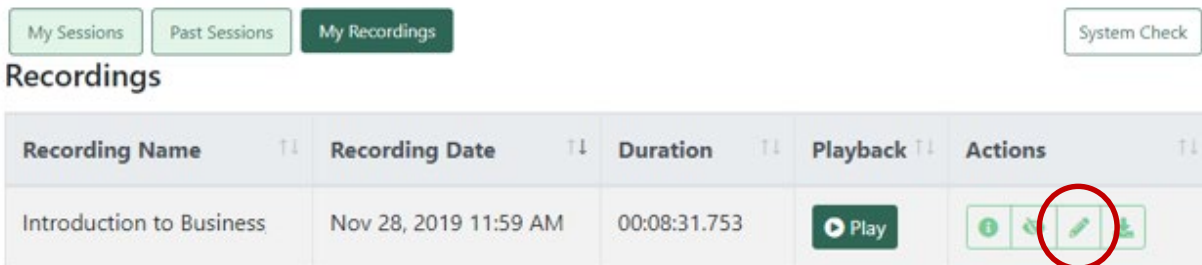 My Sessions Past Sessions My Recordings System Check
Recordings
Recording Name Recording Date Duration Playback Actions
Introduction to Business Nov 28, 2019 11:59 AM 00:08:31.753 Play